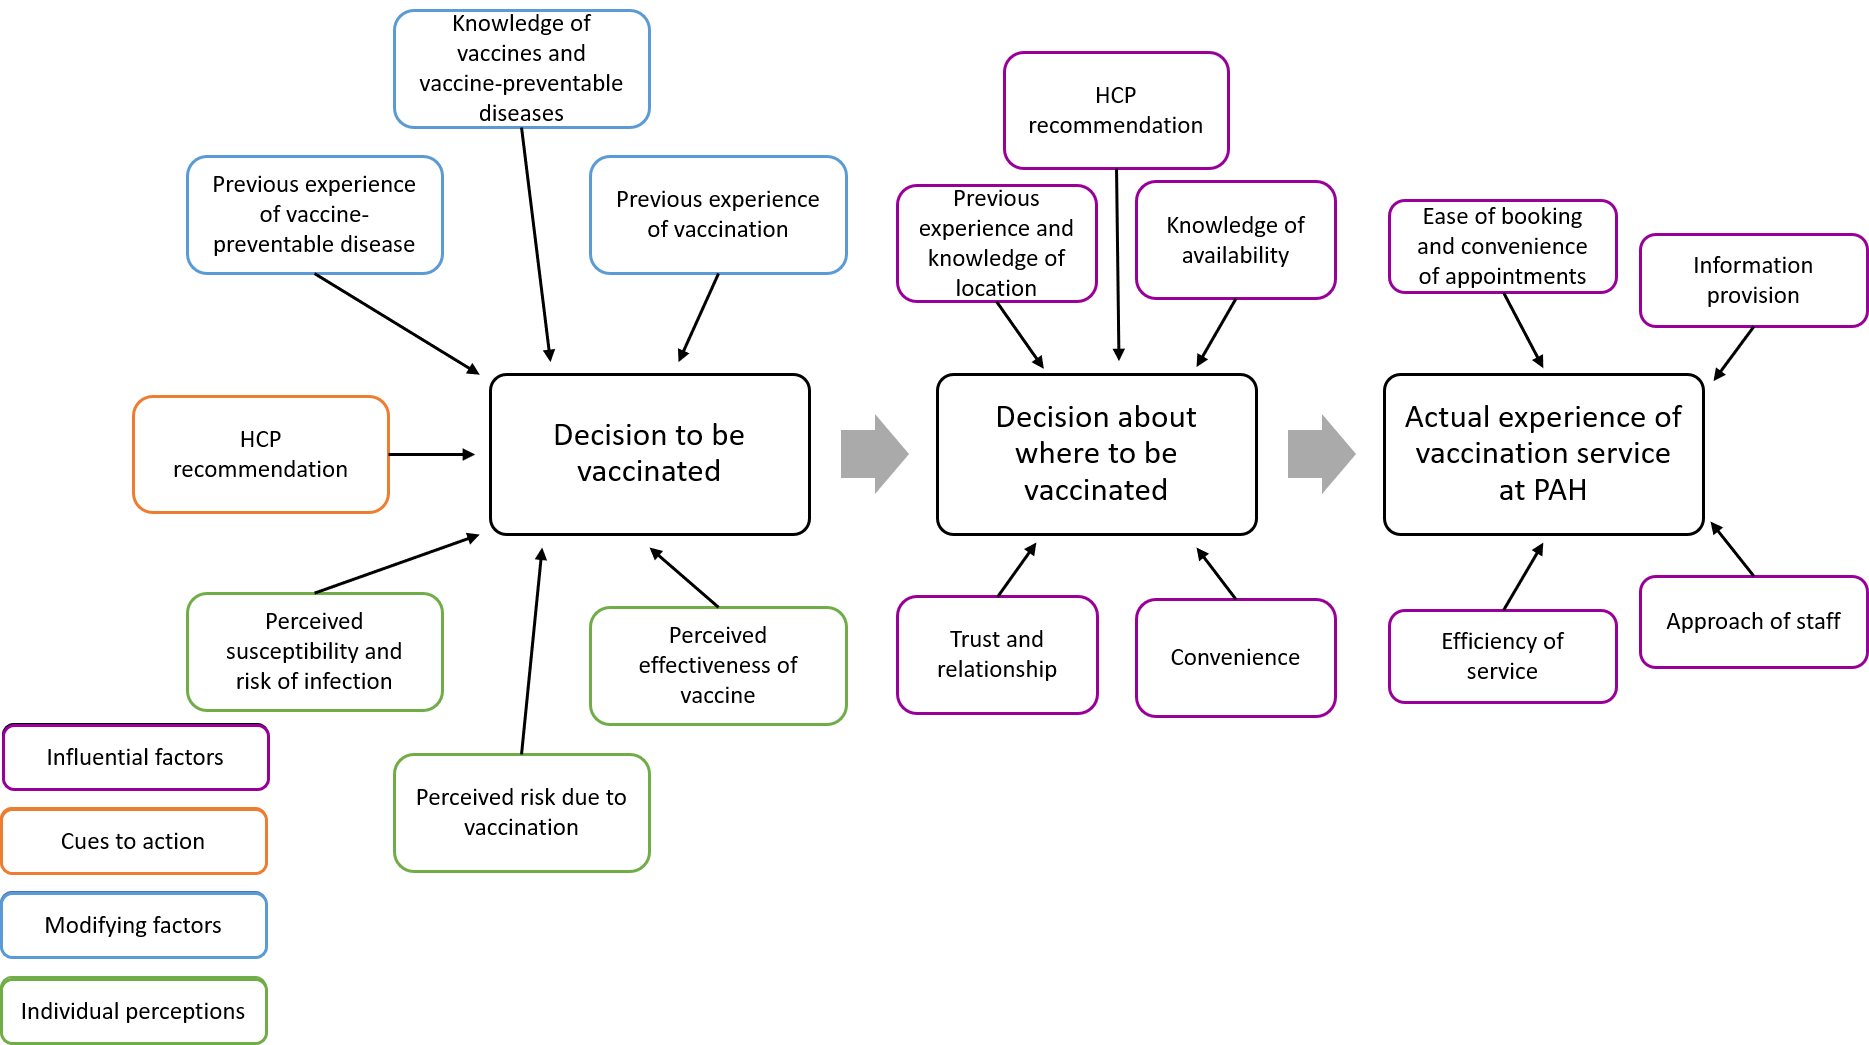 Knowledge of
vaccines and
vaccine-preventable
diseases
Previous experience
of vaccine-
preventable disease
Previous experience
of vaccination
HCP
recommendation
Decision to be
vaccinated
Perceived
susceptibility and
risk of infection
Perceived risk due to
vaccination
Perceived
effectiveness of
vaccine
HCP
recommendation
Previous
experience and
knowledge of
location
Knowledge of
availability
Decision about
where to be
vaccinated
Trust and
relationship
Convenience
Ease of booking
and convenience
of appointments
Information
provision
Actual experience of
vaccination service
at PAH
Efficiency of
service
Approach of staff
Influential factors
Cues to action
Modifying factors
Individual perceptions